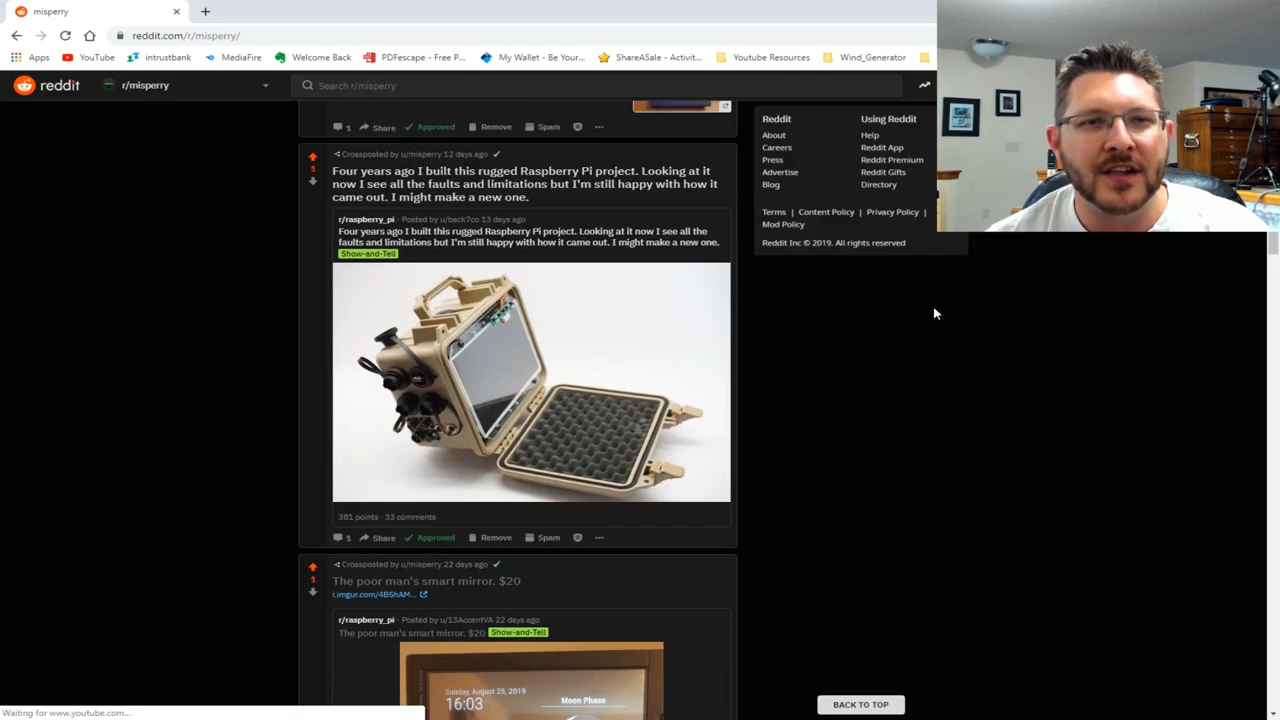 misperry
reddit.com/r/misperry/
Apps YouTube intrustbank MediaFire Welcome Back PDFescape - Free P... My Wallet - Be Your... ShareASale - Activit... Youtube Resources Wind_Generator
reddit r/misperry Search r/misperry
1 Share Approved Remove Spam
Crossposted by u/misperry 12 days ago
1
Four years ago I built this rugged Raspberry Pi project. Looking at it
now I see all the faults and limitations but I'm still happy with how it
came out. I might make a new one.
r/raspberry_pi · Posted by u/back7co 13 days ago
Four years ago I built this rugged Raspberry Pi project. Looking at it now I see all the
faults and limitations but I'm still happy with how it came out. I might make a new one.
Show-and-Tell
381 points · 33 comments
1 Share Approved Remove Spam
Crossposted by u/misperry 22 days ago
1
The poor man's smart mirror. $20
i.imgur.com/4BShAM...
r/raspberry_pi · Posted by u/13AccentVA 22 days ago
The poor man's smart mirror. $20 Show-and-Tell
Sunday, August 25, 2019
16:03
Moon Phase
Reddit Using Reddit
About Help
Careers Reddit App
Press Reddit Premium
Advertise Reddit Gifts
Blog Directory
Terms | Content Policy | Privacy Policy |
Mod Policy
Reddit Inc © 2019. All rights reserved
BACK TO TOP
Waiting for www.youtube.com...